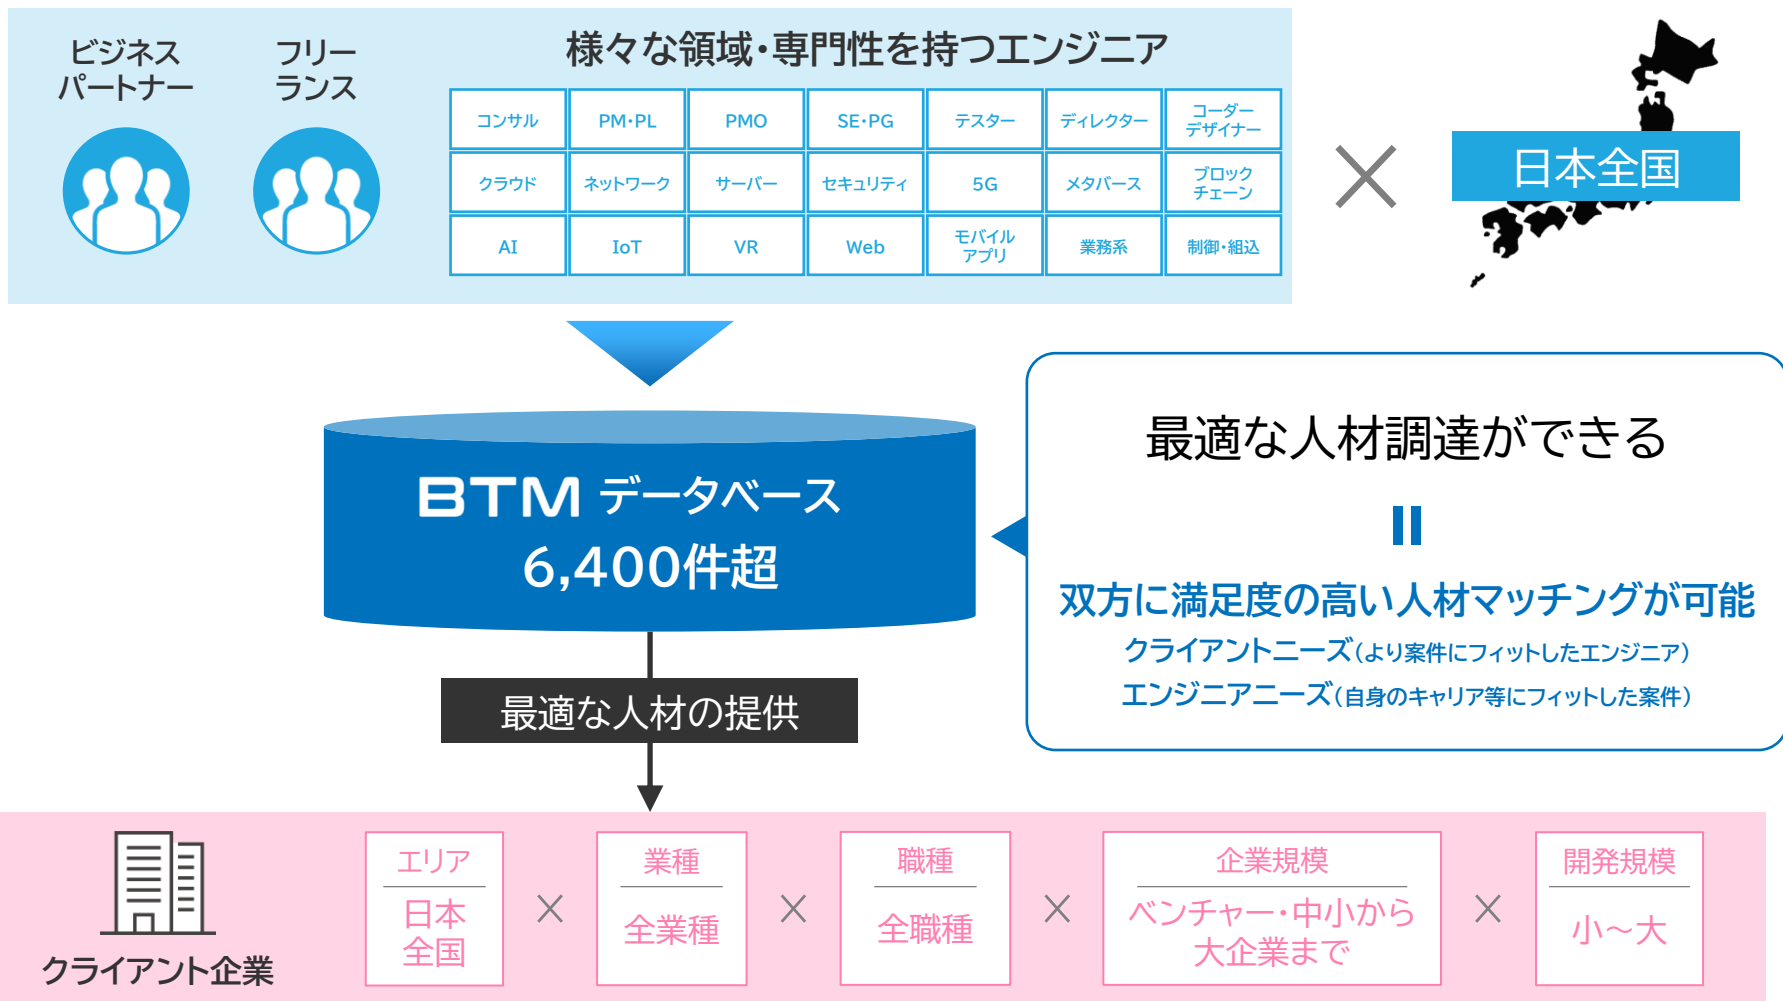 ビジネス
パートナー
フリー
ランス
様々な領域・専門性を持つエンジニア
コンサル
PM・PL
PMO
SE・PG
テスター
ディレクター
コーダー
デザイナー
クラウド
ネットワーク
サーバー
セキュリティ
5G
メタバース
ブロック
チェーン
AI
IoT
VR
Web
モバイル
アプリ
業務系
制御・組込
×
日本全国
BTM データベース
6,400件超
最適な人材調達ができる
=
双方に満足度の高い人材マッチングが可能
クライアントニーズ(より案件にフィットしたエンジニア)
エンジニアニーズ(自身のキャリア等にフィットした案件)
最適な人材の提供
クライアント企業
エリア
日本
全国
×
業種
全業種
×
職種
全職種
×
企業規模
ベンチャー・中小から
大企業まで
×
開発規模
小～大